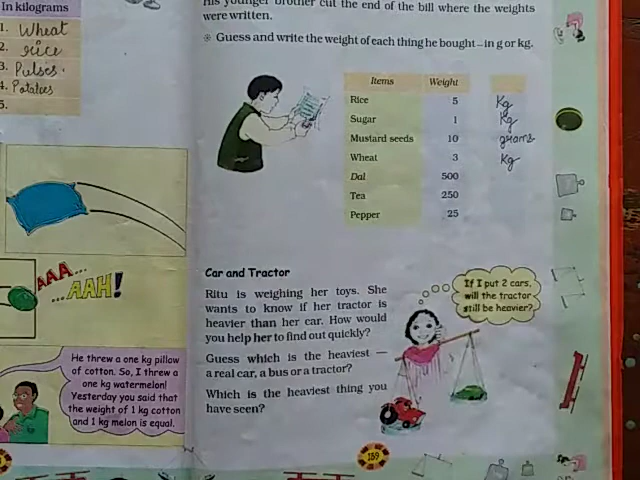 In kilograms
1. Wheat
2. rice
3. Pulses.
4. Potatoes
5.
AAA...
...AAH!
He threw a one kg pillow
of cotton. So, I threw a
one kg watermelon!
Yesterday you said that
the weight of 1 kg cotton
and 1 kg melon is equal.
His younger brother cut the end of the bill where the weights
were written.
Guess and write the weight of each thing he bought – in g or kg.
Items Weight
Rice 5 Kg
Sugar 1 Kg
Mustard seeds 10 grams
Wheat 3 Kg
Dal 500
Tea 250
Pepper 25
Car and Tractor
Ritu is weighing her toys. She
wants to know if her tractor is
heavier than her car. How would
you help her to find out quickly?
Guess which is the heaviest —
a real car, a bus or a tractor?
Which is the heaviest thing you
have seen?
If I put 2 cars,
will the tractor
still be heavier?
159